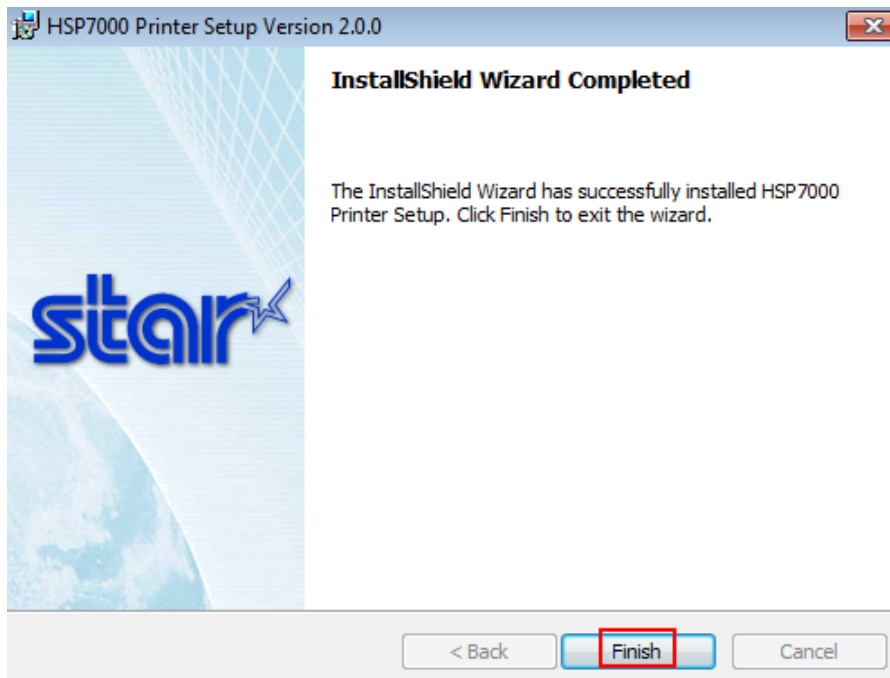 HSP7000 Printer Setup Version 2.0.0
InstallShield Wizard Completed
The InstallShield Wizard has successfully installed HSP7000
Printer Setup. Click Finish to exit the wizard.
star
< Back
Finish
Cancel